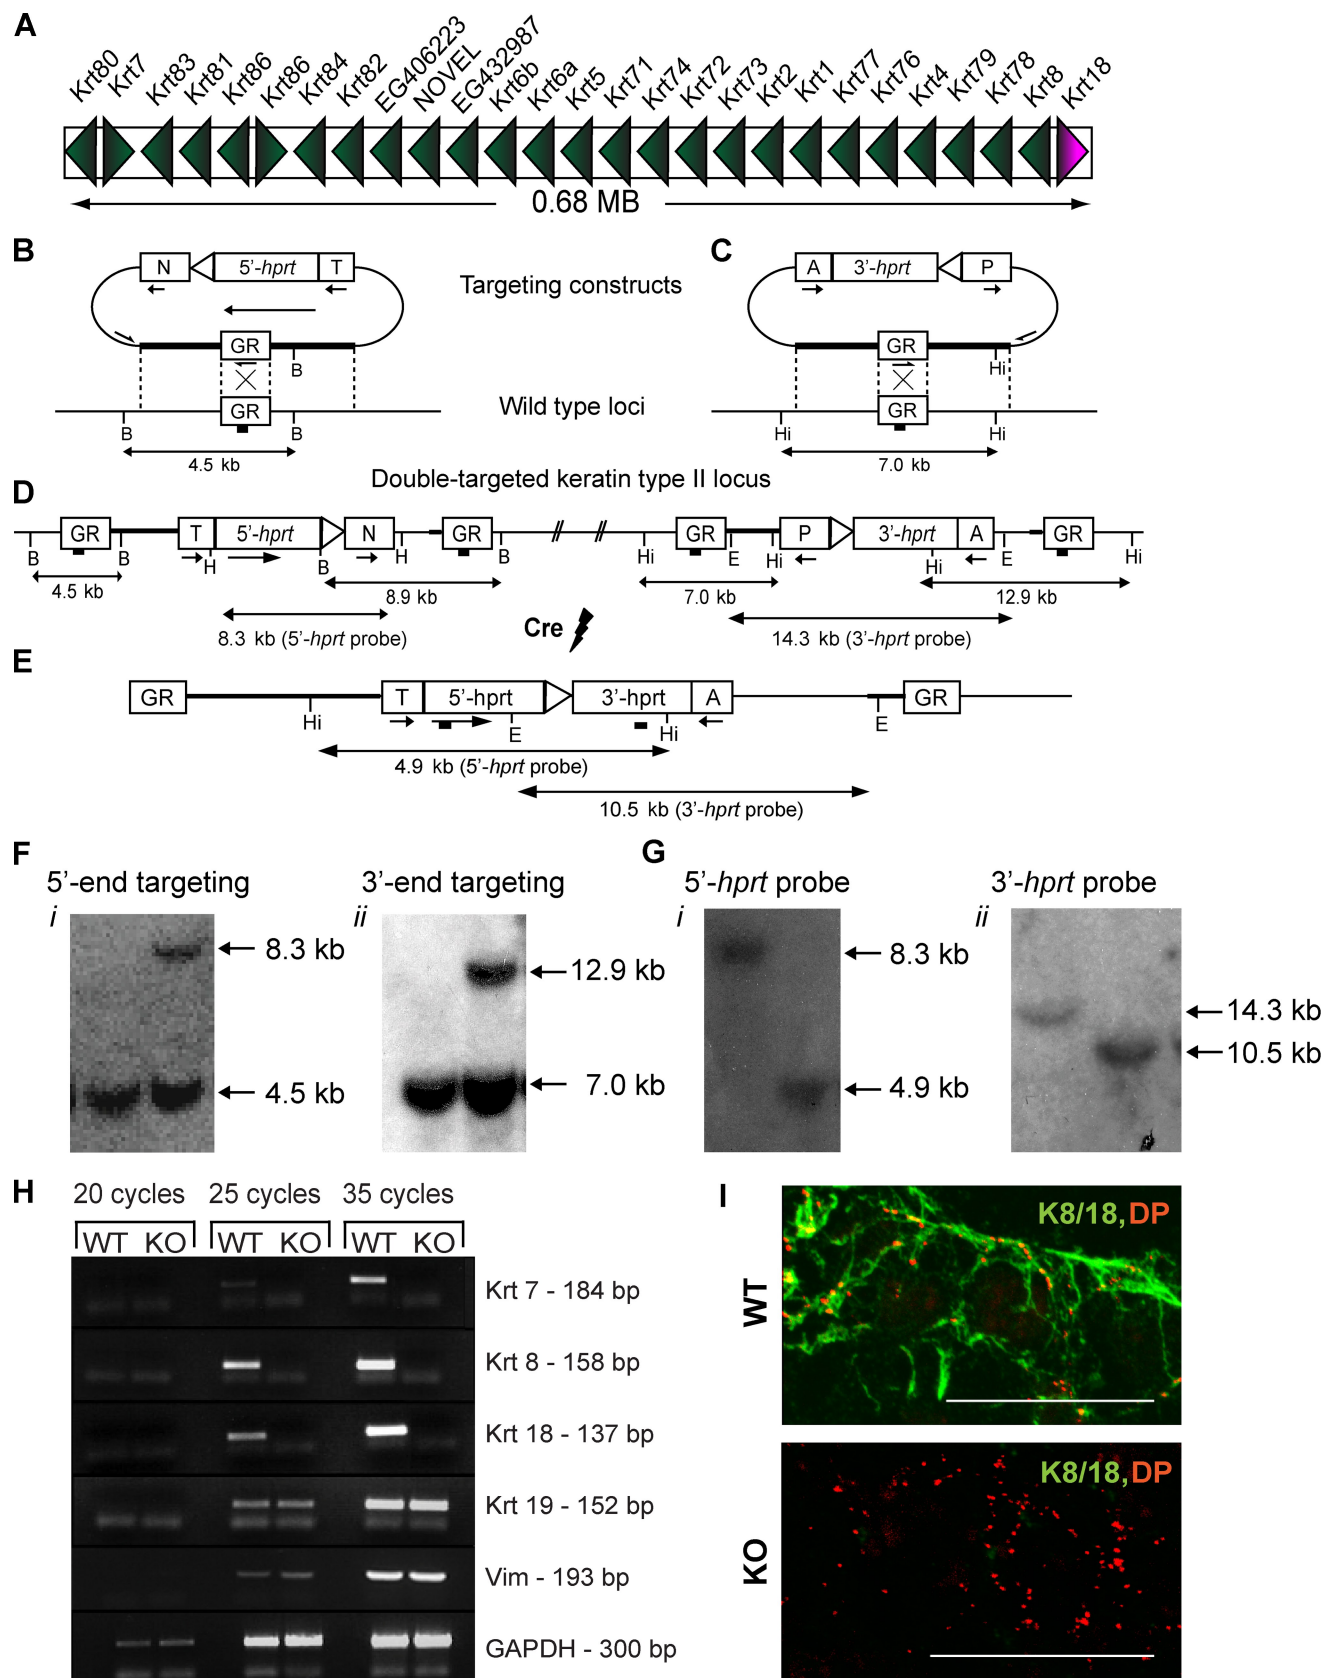 A
Krt80 Krt7 Krt83 Krt81 Krt86 Krt86 Krt84 Krt82 EG406223 NOVEL EG432987 Krt6b Krt6a Krt5 Krt71 Krt74 Krt72 Krt73 Krt2 Krt1 Krt77 Krt76 Krt4 Krt79 Krt78 Krt8 Krt18
0.68 MB
B
N 5’-hprt T
GR
B
GR
B B
4.5 kb
Targeting constructs
Wild type loci
C
A 3’-hprt P
GR
Hi
GR
Hi Hi
7.0 kb
Double-targeted keratin type II locus
D
GR T 5’-hprt N GR GR P 3’-hprt A GR
B B H B H B Hi E Hi Hi E Hi
4.5 kb 8.9 kb 7.0 kb 12.9 kb
8.3 kb (5’-hprt probe) Cre 14.3 kb (3’-hprt probe)
E
GR T 5’-hprt 3’-hprt A GR
Hi E Hi E
4.9 kb (5’-hprt probe)
10.5 kb (3’-hprt probe)
F
5’-end targeting 3’-end targeting
i ii
8.3 kb
4.5 kb
12.9 kb
7.0 kb
G
5’-hprt probe 3’-hprt probe
i ii
8.3 kb
4.9 kb
14.3 kb
10.5 kb
H
20 cycles 25 cycles 35 cycles
WT KO WT KO WT KO
Krt 7 - 184 bp
Krt 8 - 158 bp
Krt 18 - 137 bp
Krt 19 - 152 bp
Vim - 193 bp
GAPDH - 300 bp
I
K8/18, DP
WT
K8/18, DP
KO